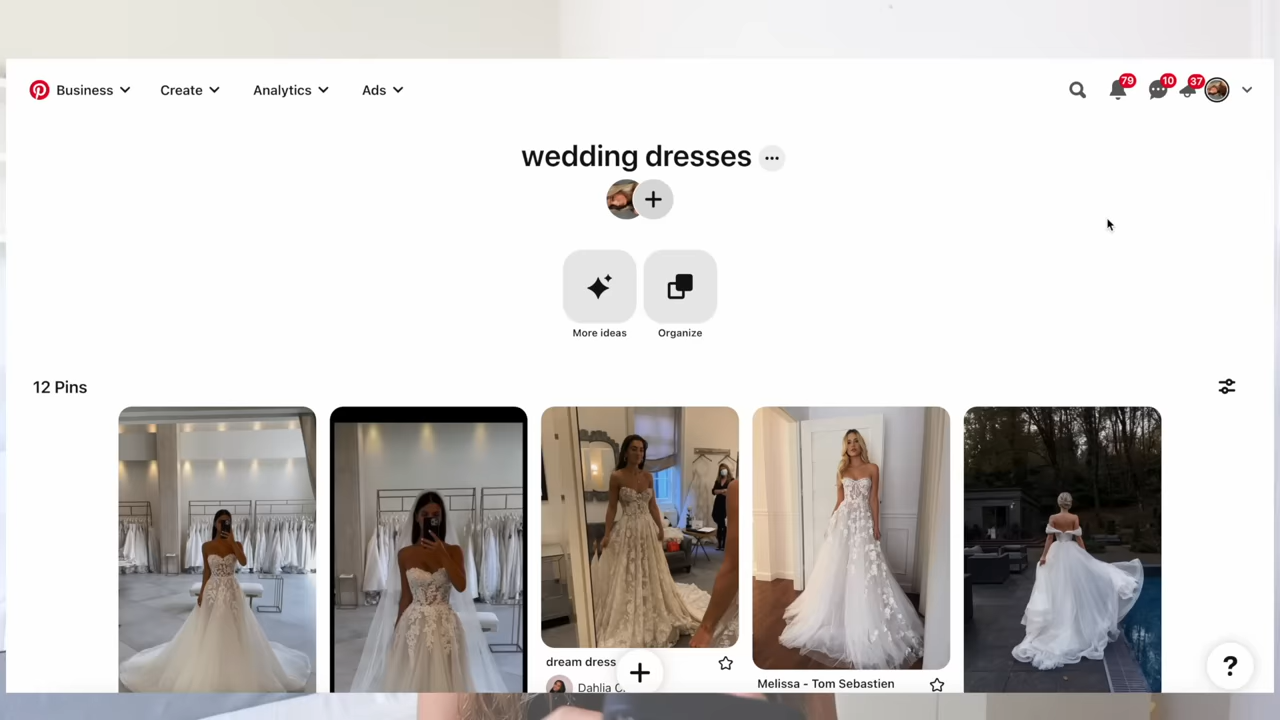 Business
Create
Analytics
Ads
79
10
37
wedding dresses
More ideas
Organize
12 Pins
dream dress
Dahlia C.
Melissa - Tom Sebastien
?